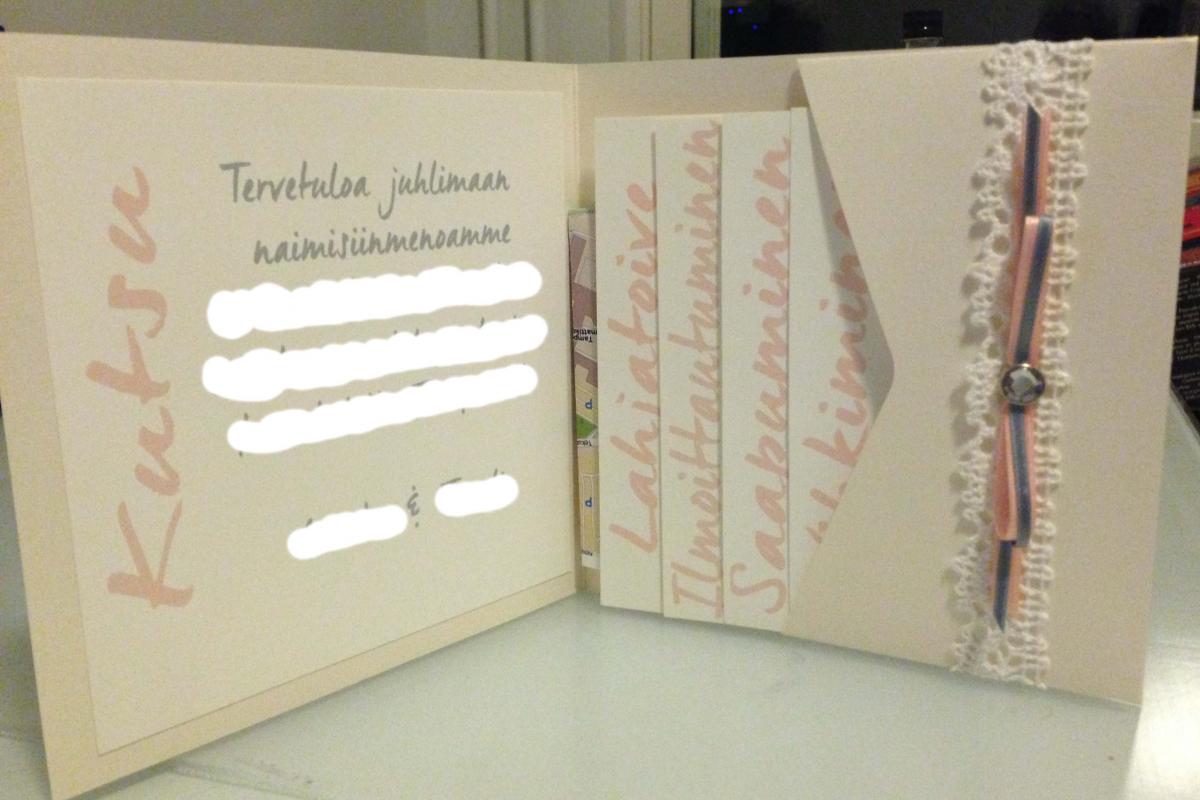 Kutsu
Tervetuloa juhlimaan
naimisiinmenoamme
&
Lahjatoive
Ilmoittautuminen
Saapuminen